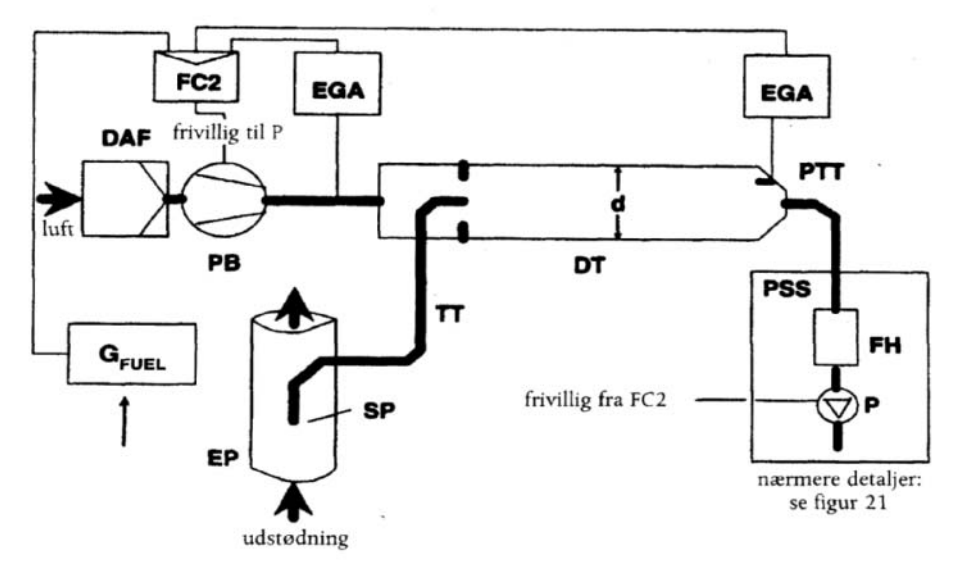 FC2
EGA
EGA
DAF
frivillig til P
PTT
luft
d
PB
DT
PSS
TT
G FUEL
FH
SP
frivillig fra FC2
P
EP
nærmere detaljer:
se figur 21
udstødning